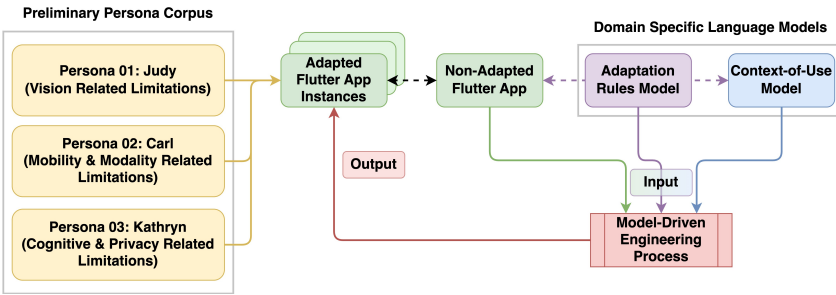 Preliminary Persona Corpus
Persona 01: Judy
(Vision Related Limitations)
Persona 02: Carl
(Mobility & Modality Related
Limitations)
Persona 03: Kathryn
(Cognitive & Privacy Related
Limitations)
Adapted
Flutter App
Instances
Non-Adapted
Flutter App
Domain Specific Language Models
Adaptation
Rules Model
Context-of-Use
Model
Output
Input
Model-Driven
Engineering
Process